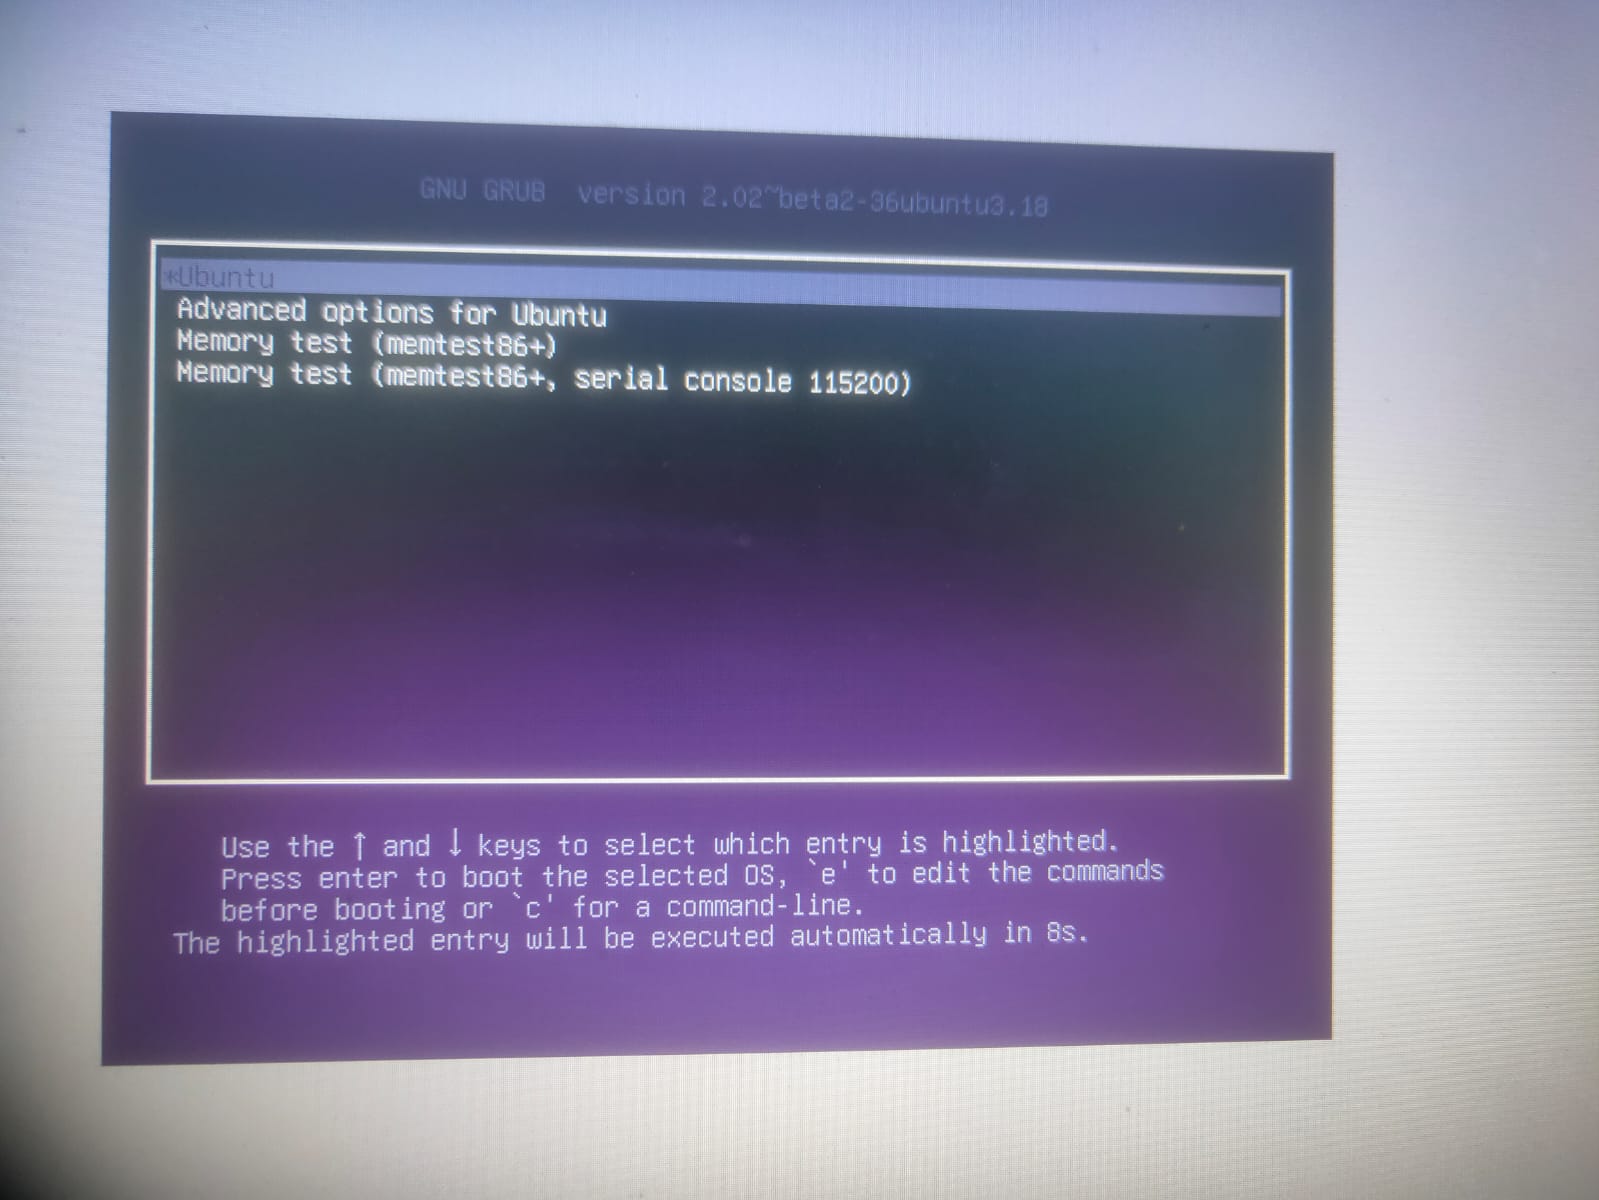 GNU GRUB  version 2.02~beta2-36ubuntu3.18
*Ubuntu
Advanced options for Ubuntu
Memory test (memtest86+)
Memory test (memtest86+, serial console 115200)
Use the ↑ and ↓ keys to select which entry is highlighted.
Press enter to boot the selected OS, `e' to edit the commands
before booting or `c' for a command-line.
The highlighted entry will be executed automatically in 8s.